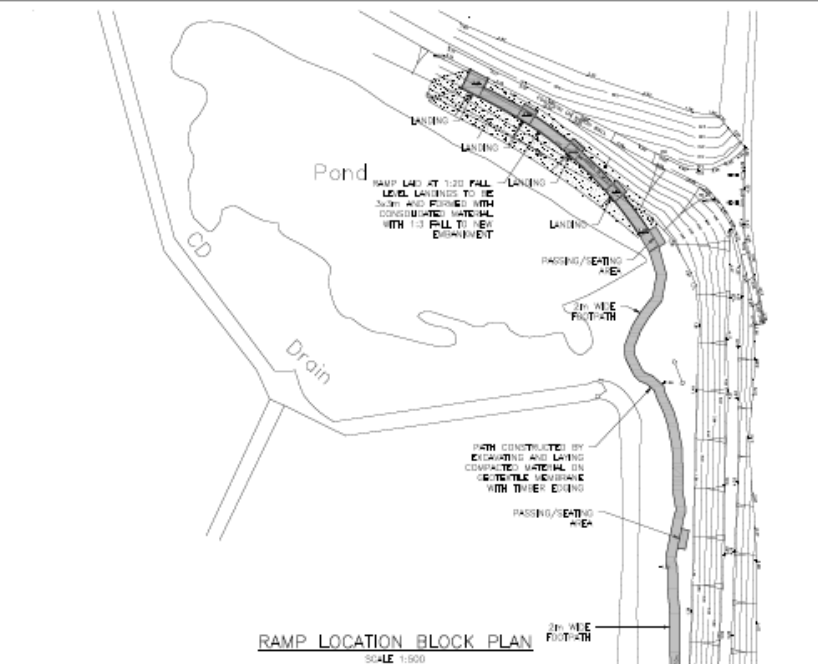 LANDING
LANDING
Pond
RAMP LAID AT 1:20 FALL
LEVEL LANDINGS TO BE
3x3m AND FORMED WITH
CONSOLIDATED MATERIAL
WITH 1:3 FALL TO NEW
EMBANKMENT
LANDING
LANDING
PASSING/SEATING
AREA
CD
2m WIDE
FOOTPATH
Drain
PATH CONSTRUCTED BY
EXCAVATING AND LAYING
COMPACTED MATERIAL ON
GEOTEXTILE MEMBRANE
WITH TIMBER EDGING
PASSING/SEATING
AREA
2m WIDE
FOOTPATH
RAMP LOCATION BLOCK PLAN
SCALE 1:500